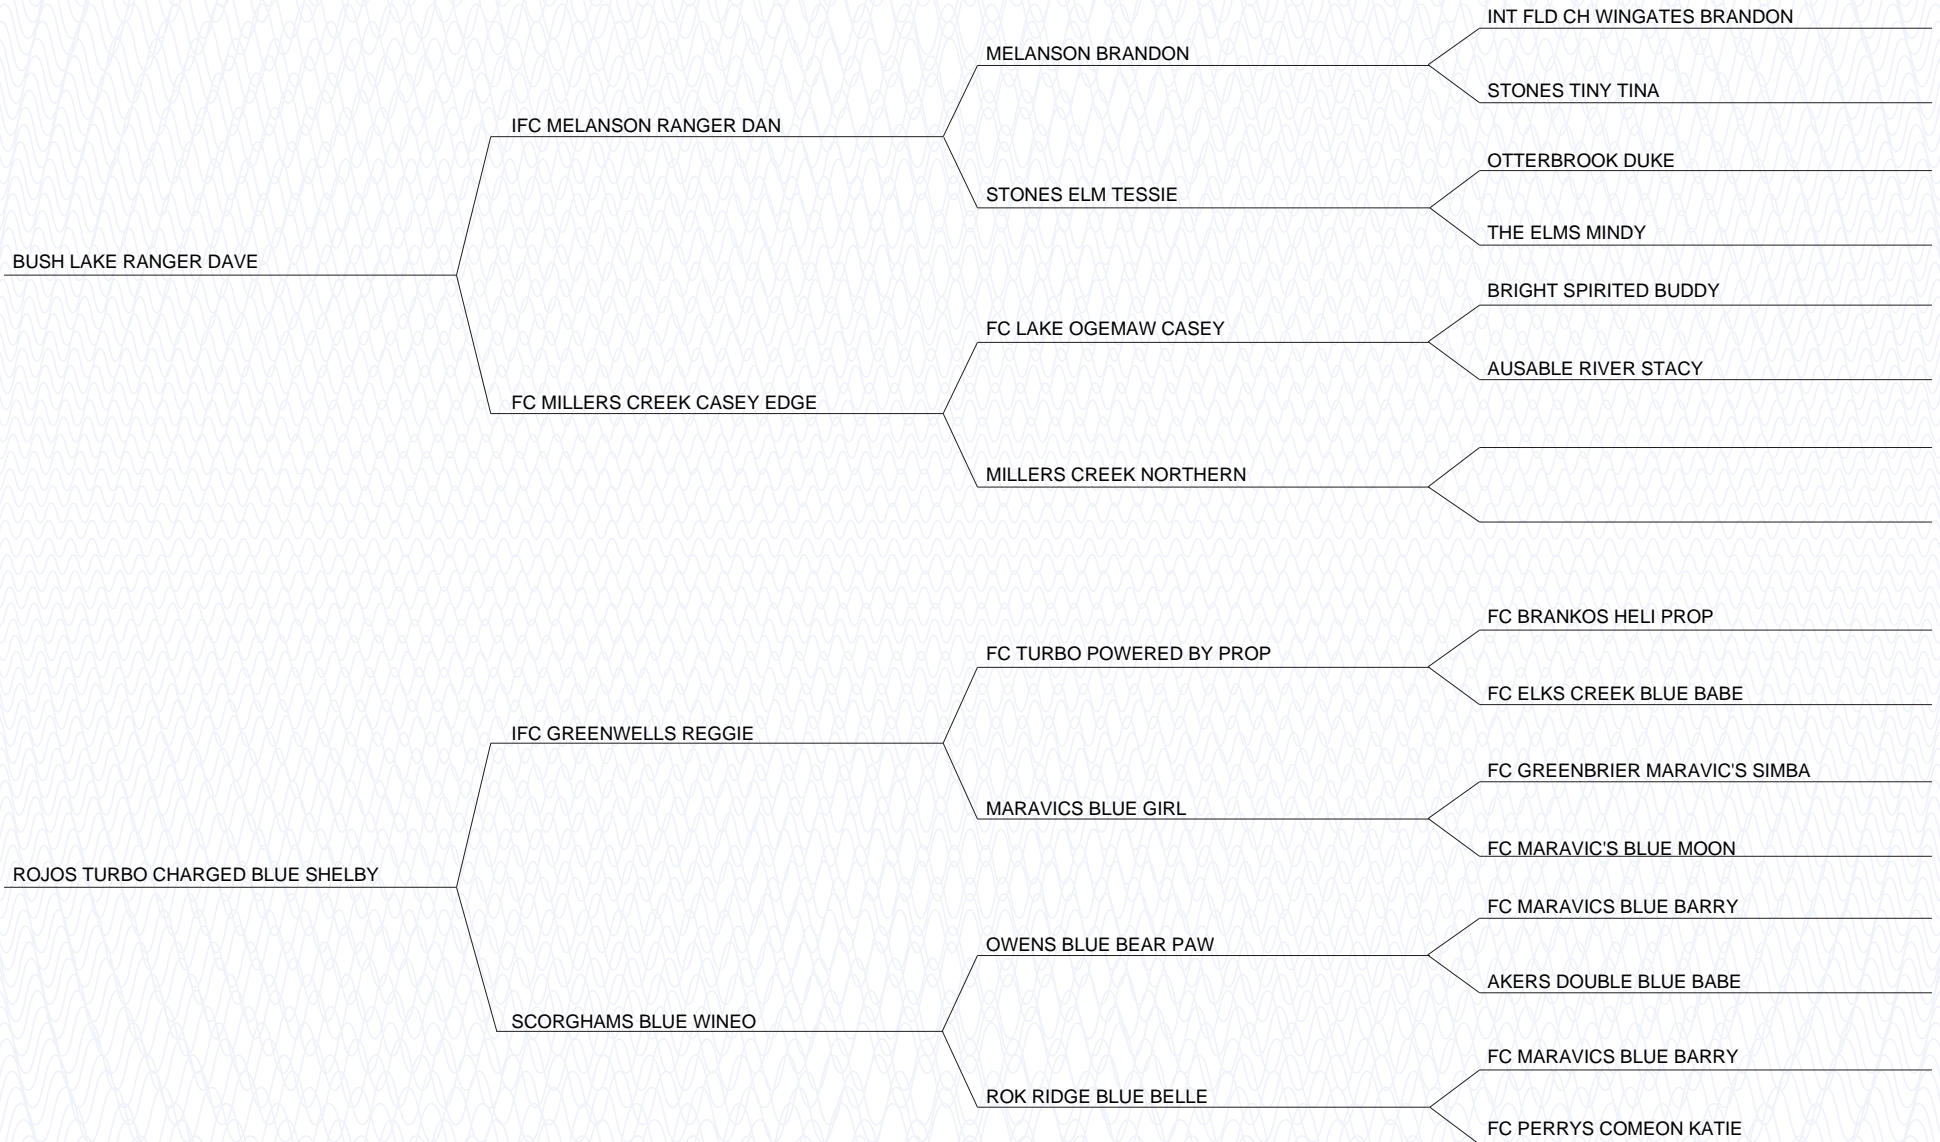 INT FLD CH WINGATES BRANDON
MELANSON BRANDON
STONES TINY TINA
IFC MELANSON RANGER DAN
OTTERBROOK DUKE
STONES ELM TESSIE
THE ELMS MINDY
BUSH LAKE RANGER DAVE
BRIGHT SPIRITED BUDDY
FC LAKE OGEMAW CASEY
AUSABLE RIVER STACY
FC MILLERS CREEK CASEY EDGE
MILLERS CREEK NORTHERN
FC BRANKOS HELI PROP
FC TURBO POWERED BY PROP
FC ELKS CREEK BLUE BABE
IFC GREENWELLS REGGIE
FC GREENBRIER MARAVIC'S SIMBA
MARAVICS BLUE GIRL
FC MARAVIC'S BLUE MOON
ROJOS TURBO CHARGED BLUE SHELBY
FC MARAVICS BLUE BARRY
OWENS BLUE BEAR PAW
AKERS DOUBLE BLUE BABE
SCORGHAMS BLUE WINEO
FC MARAVICS BLUE BARRY
ROK RIDGE BLUE BELLE
FC PERRYS COMEON KATIE